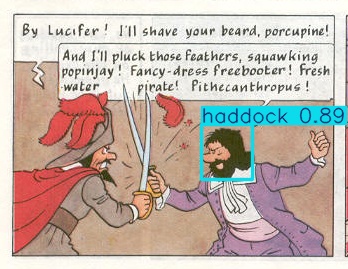 By Lucifer! I'll shave your beard, porcupine!
And I'll pluck those feathers, squawking
popinjay! Fancy-dress freebooter! Fresh
-water pirate! Pithecanthropus!
haddock 0.89